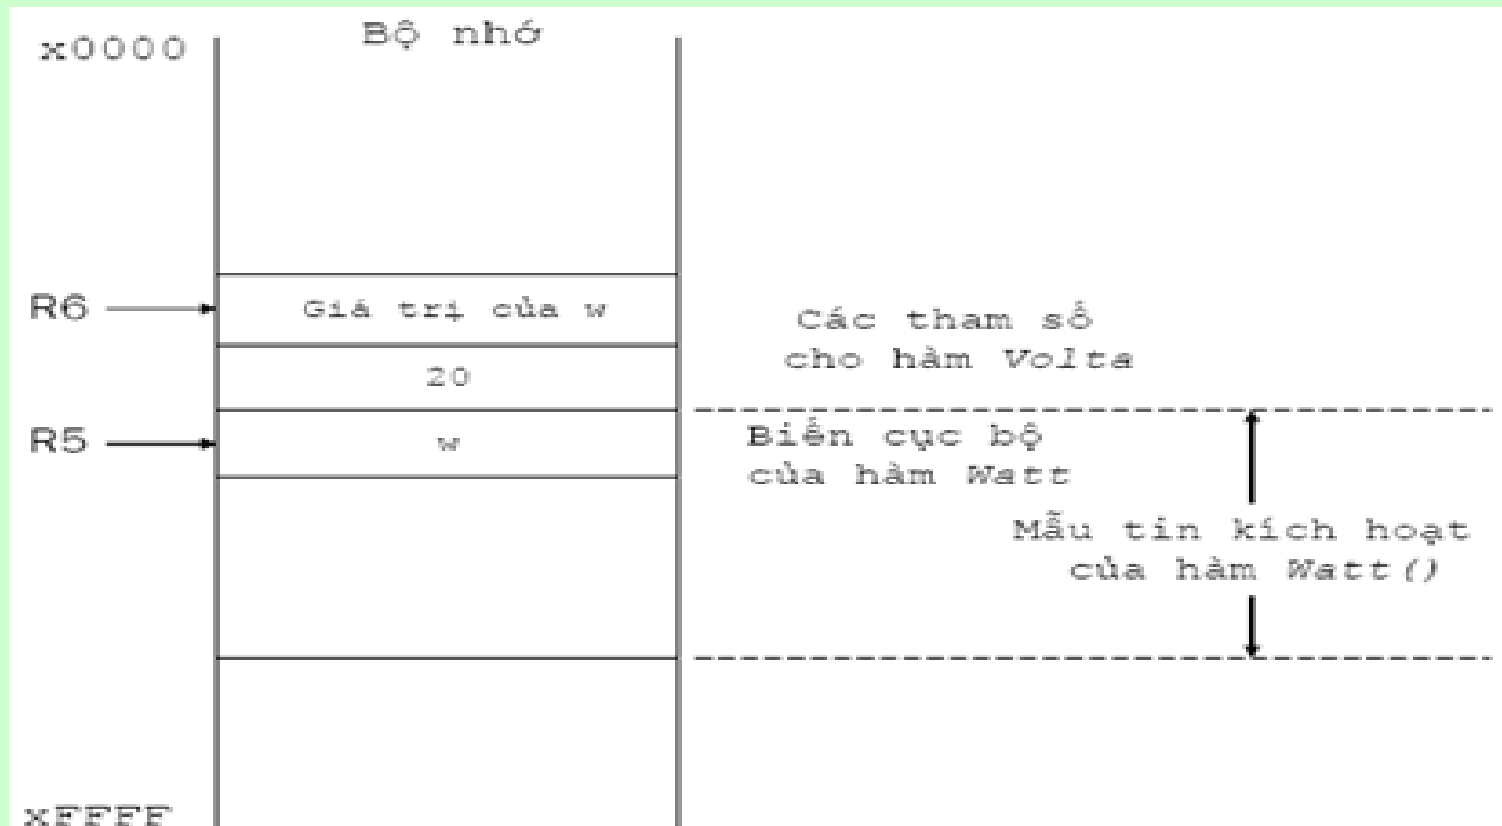 Bộ nhớ
x0000
R6
Giá trị của w
Các tham số
cho hàm Volta
20
R5
w
Biến cục bộ
của hàm Watt
Mẫu tin kích hoạt
của hàm Watt()
xFFFF